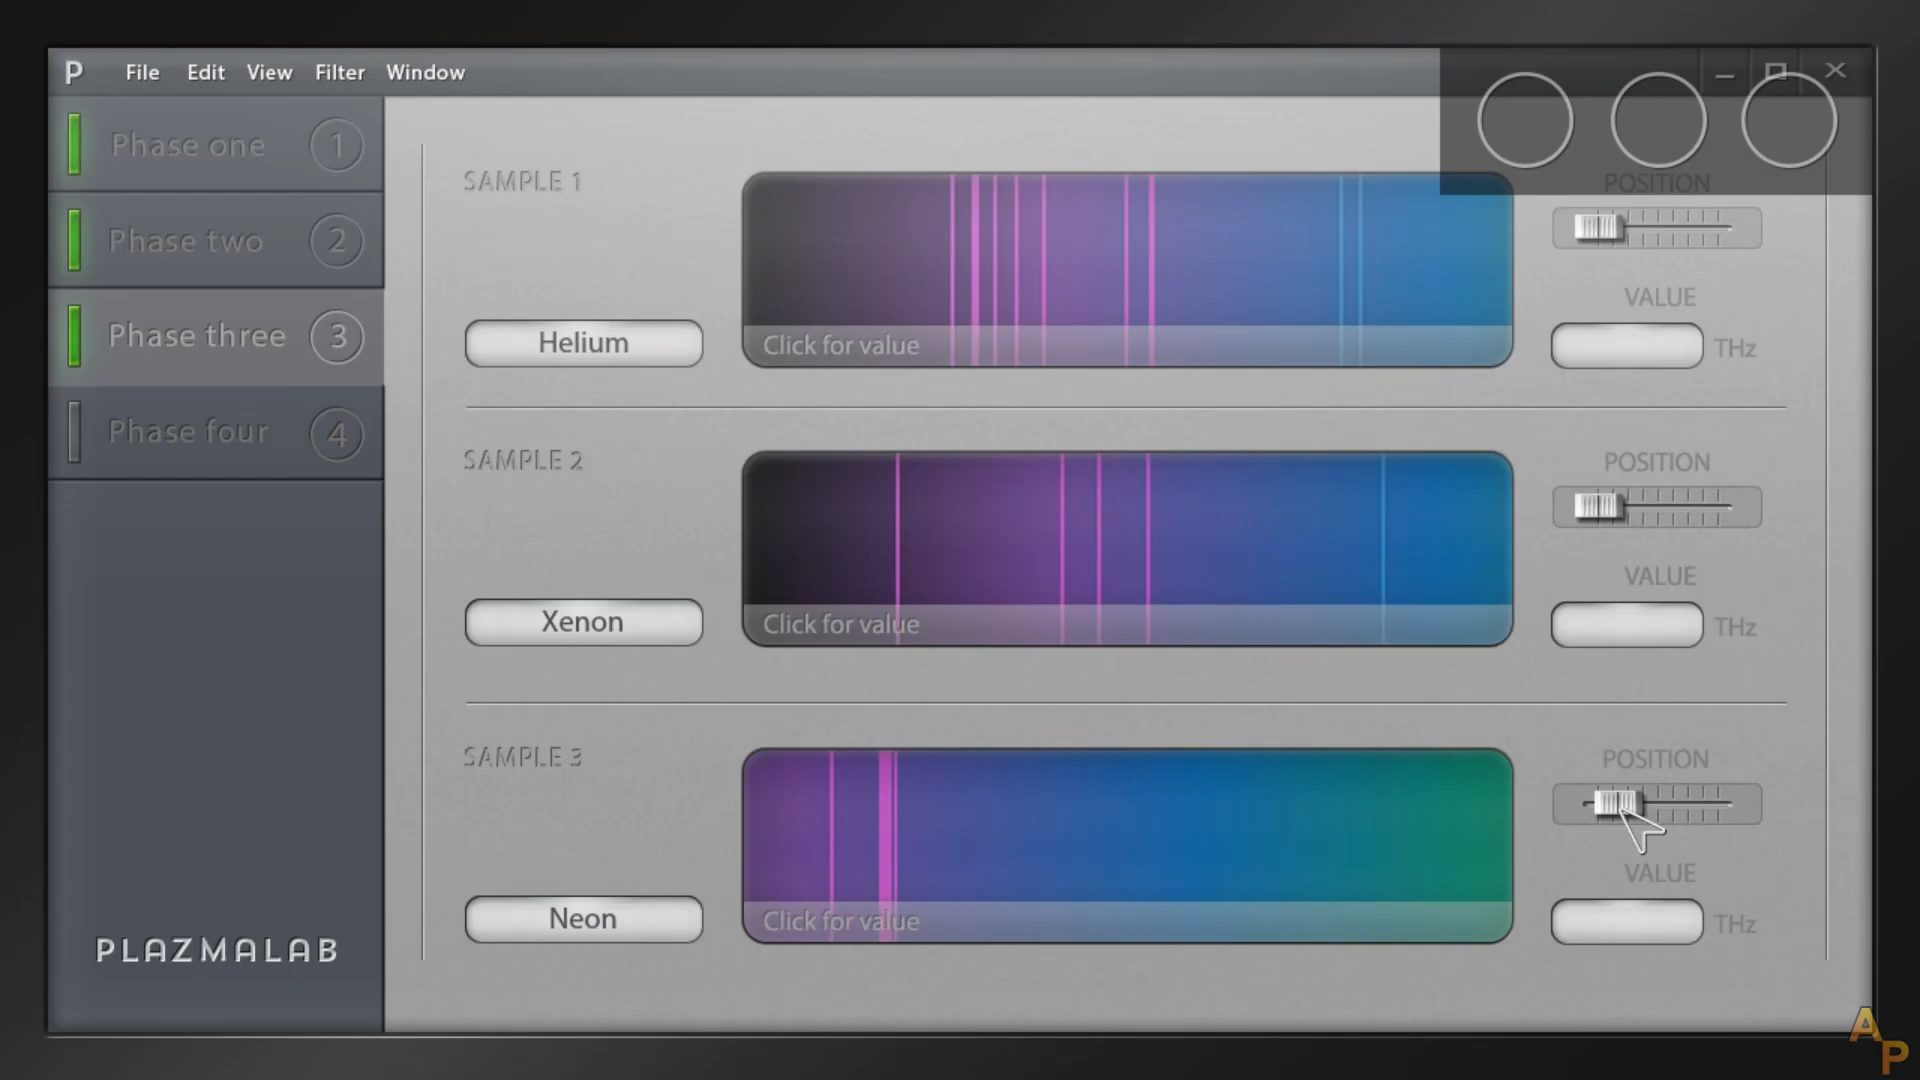 P File Edit View Filter Window
Phase one 1
Phase two 2
Phase three 3
Phase four 4
PLAZMALAB
SAMPLE 1
Helium
Click for value
POSITION
VALUE
THz
SAMPLE 2
Xenon
Click for value
POSITION
VALUE
THz
SAMPLE 3
Neon
Click for value
POSITION
VALUE
THz
AP